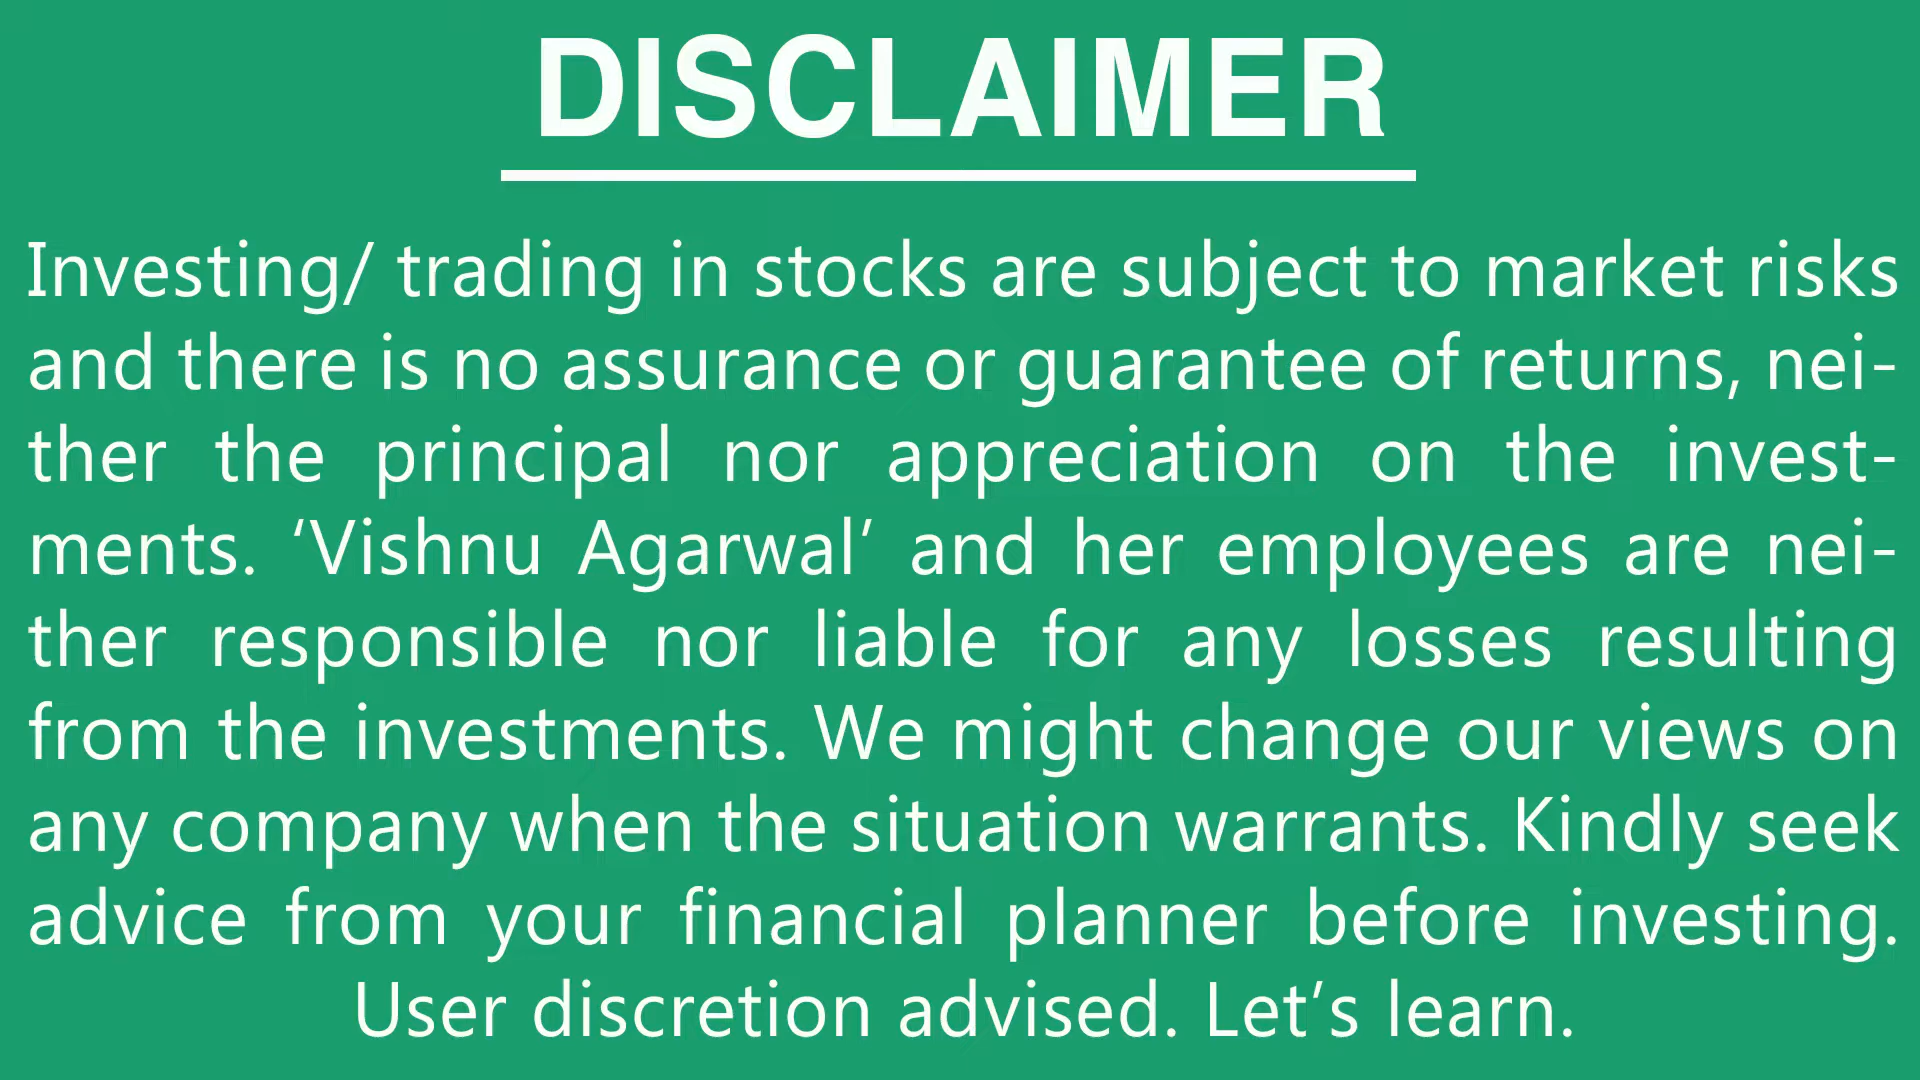 DISCLAIMER
Investing/ trading in stocks are subject to market risks
and there is no assurance or guarantee of returns, nei-
ther the principal nor appreciation on the invest-
ments. ‘Vishnu Agarwal’ and her employees are nei-
ther responsible nor liable for any losses resulting
from the investments. We might change our views on
any company when the situation warrants. Kindly seek
advice from your financial planner before investing.
User discretion advised. Let’s learn.